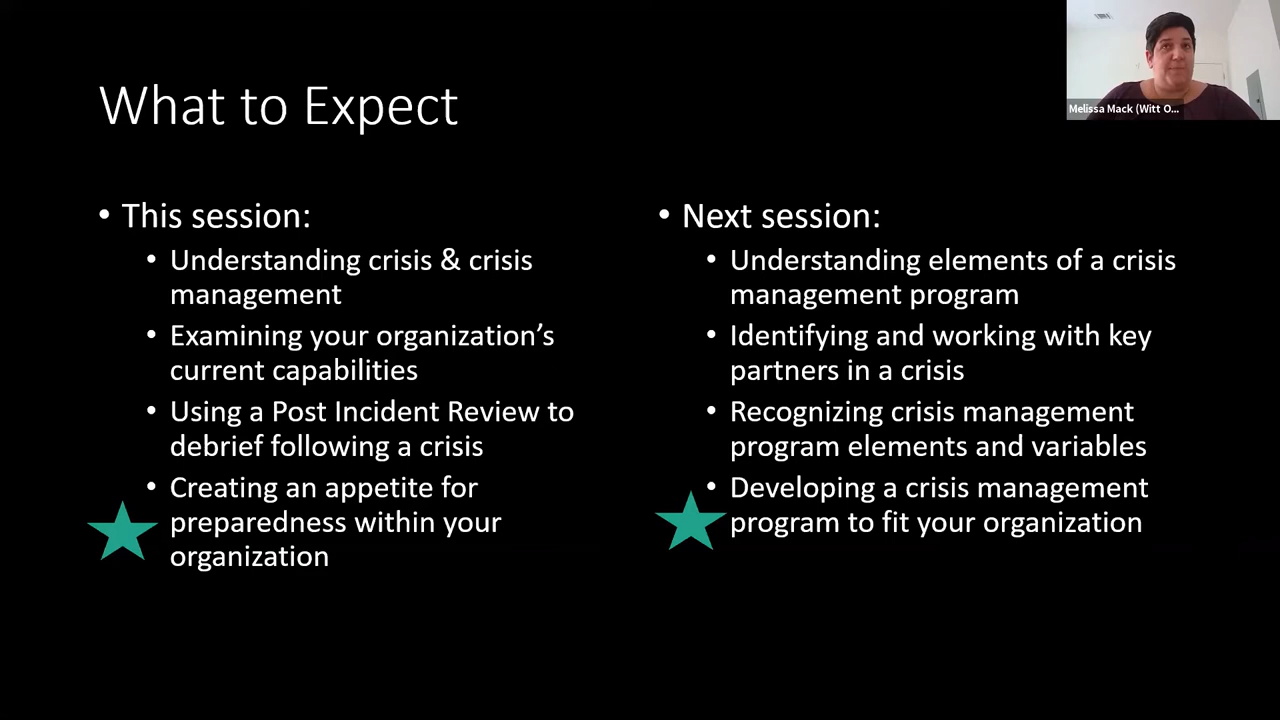 What to Expect
• This session:
• Understanding crisis & crisis
management
• Examining your organization’s
current capabilities
• Using a Post Incident Review to
debrief following a crisis
• Creating an appetite for
preparedness within your
organization
• Next session:
• Understanding elements of a crisis
management program
• Identifying and working with key
partners in a crisis
• Recognizing crisis management
program elements and variables
• Developing a crisis management
program to fit your organization
Melissa Mack (Witt O...